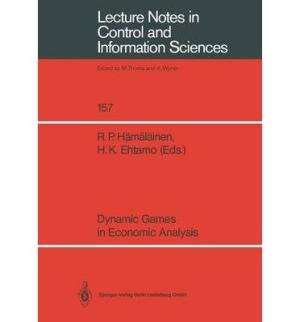 Lecture Notes in
Control and
Information Sciences
Edited by M.Thoma and A.Wyner
157
R.P. Hämäläinen,
H.K. Ehtamo (Eds.)
Dynamic Games
in Economic Analysis
Springer-Verlag Berlin Heidelberg GmbH